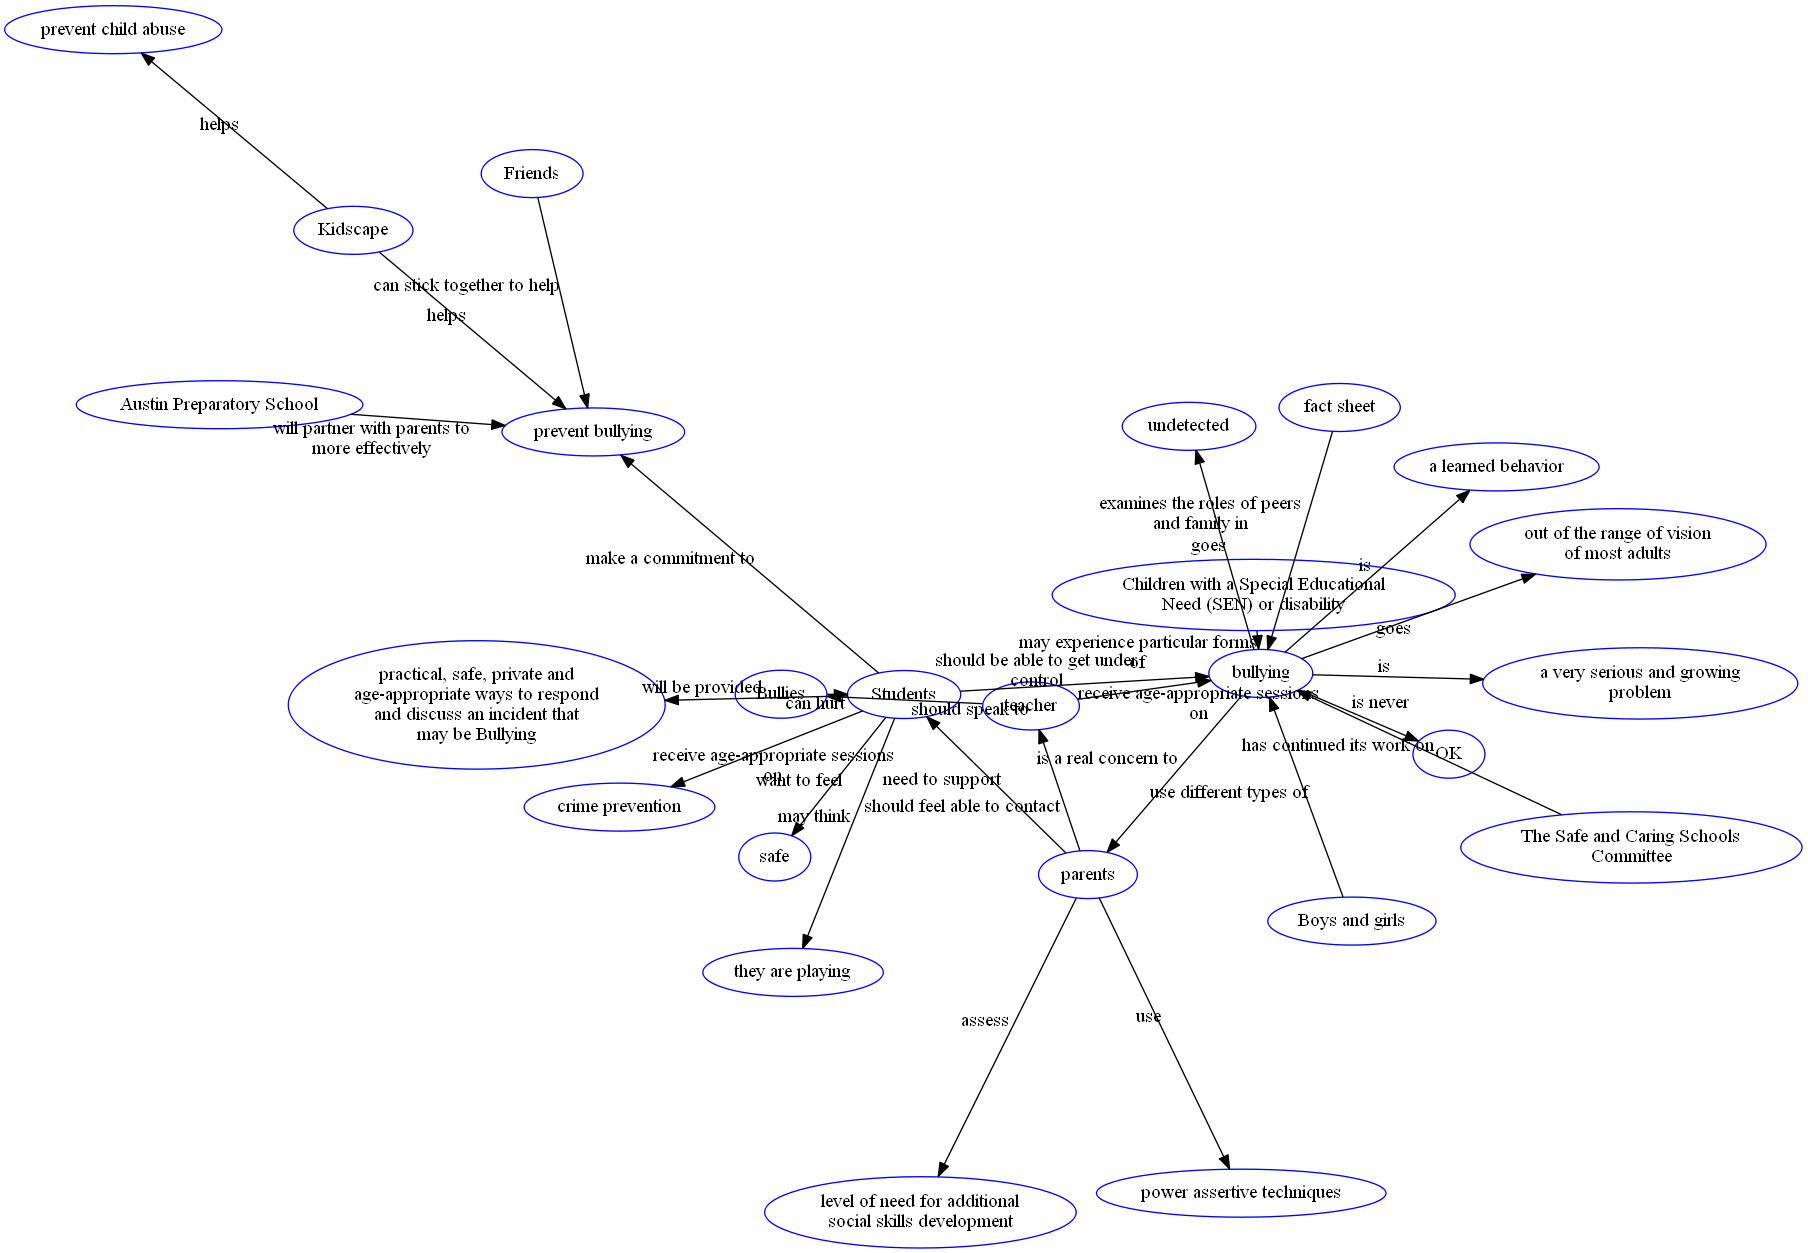 prevent child abuse
helps
Friends
Kidscape
can stick together to help
helps
Austin Preparatory School
will partner with parents to
more effectively
prevent bullying
undetected
fact sheet
a learned behavior
examines the roles of peers
and family in
goes
out of the range of vision
of most adults
make a commitment to
is
Children with a Special Educational
Need (SEN) or disability
goes
may experience particular forms
of
should be able to get under
control
bullying
is
a very serious and growing
problem
practical, safe, private and
age-appropriate ways to respond
and discuss an incident that
may be Bullying
will be provided
Bullies
can hurt
Students
should speak to
teacher
receive age-appropriate sessions
on
is never
OK
has continued its work on
receive age-appropriate sessions
on
want to feel
need to support
is a real concern to
use different types of
crime prevention
may think
should feel able to contact
safe
parents
The Safe and Caring Schools
Committee
Boys and girls
they are playing
assess
use
level of need for additional
social skills development
power assertive techniques